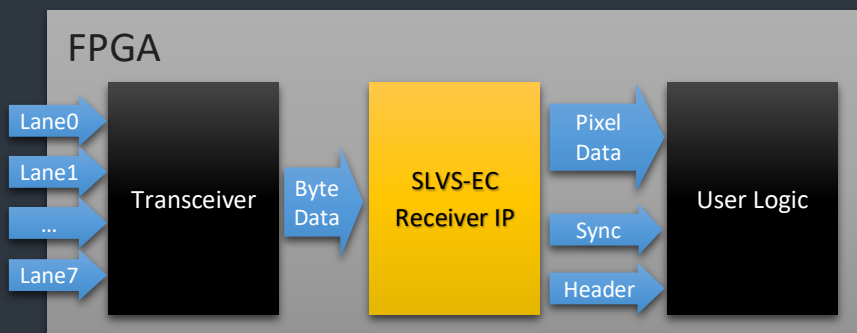 FPGA
Lane0
Lane1
...
Lane7
Transceiver
Byte
Data
SLVS-EC
Receiver IP
Pixel
Data
Sync
Header
User Logic